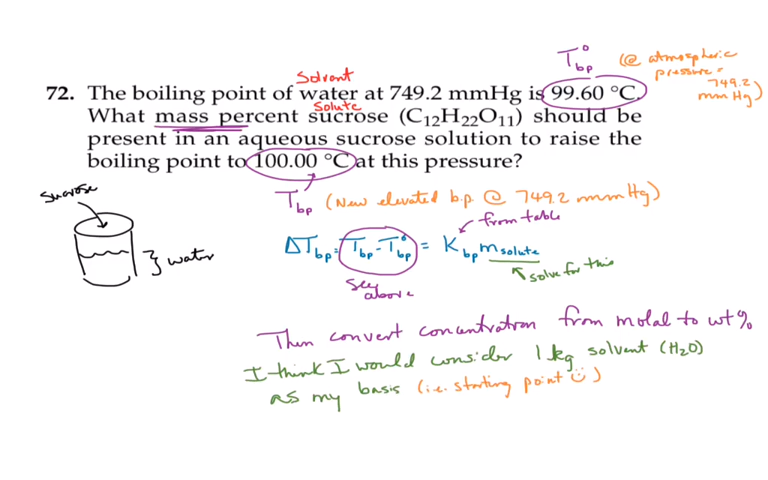 T°bp
(@ atmospheric
pressure =
749.2
mmHg)
Solvent
72. The boiling point of water at 749.2 mmHg is 99.60 °C.
Solute
What mass percent sucrose (C₁₂H₂₂O₁₁) should be
present in an aqueous sucrose solution to raise the
boiling point to 100.00 °C at this pressure?
Sucrose
} water
Tbp (New elevated b.p. @ 749.2 mmHg)
from table
ΔTbp = Tbp - T°bp = Kbp msolute
solve for this
see
above
Then convert concentration from molal to wt%
I think I would consider 1 kg solvent (H₂O)
as my basis (i.e. starting point ☺)